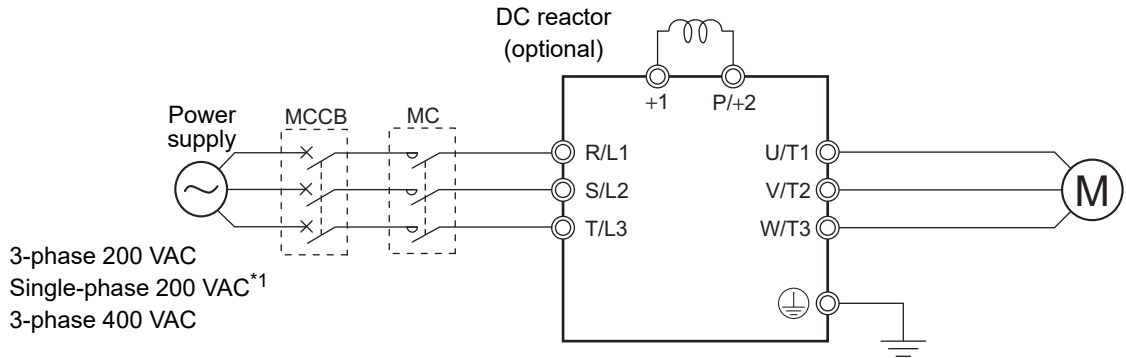 DC reactor
(optional)
+1
P/+2
Power
supply
MCCB
MC
R/L1
S/L2
T/L3
U/T1
V/T2
W/T3
M
3-phase 200 VAC
Single-phase 200 VAC*1
3-phase 400 VAC